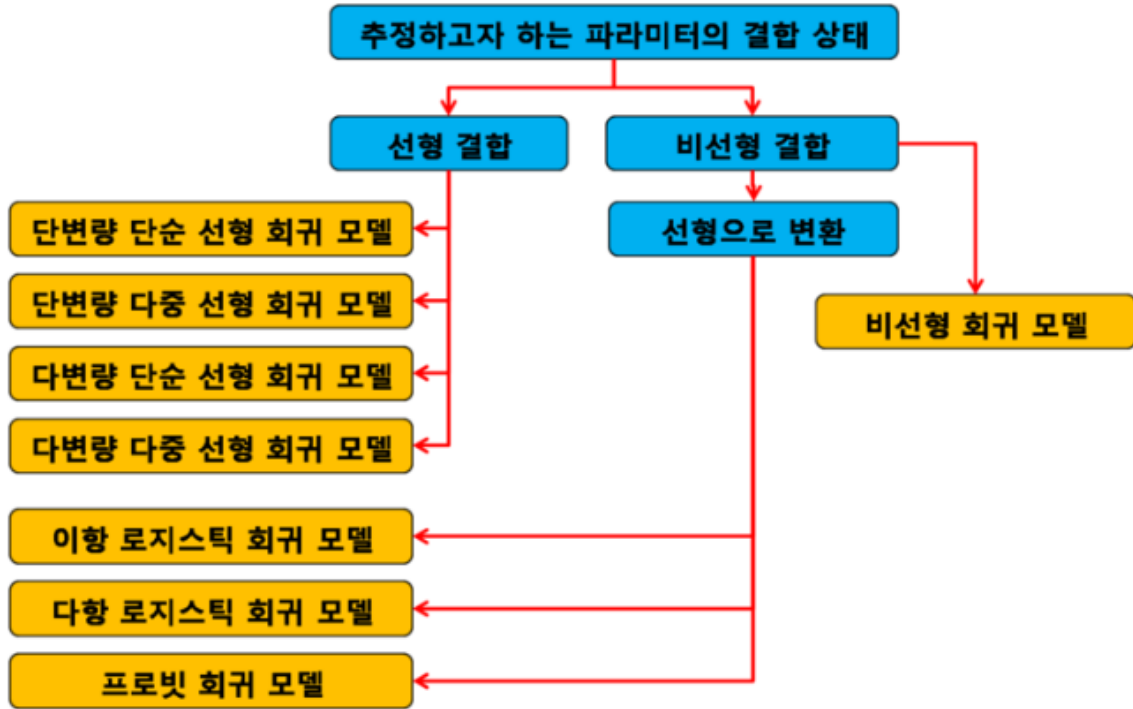 추정하고자 하는 파라미터의 결합 상태
선형 결합
비선형 결합
단변량 단순 선형 회귀 모델
선형으로 변환
단변량 다중 선형 회귀 모델
비선형 회귀 모델
다변량 단순 선형 회귀 모델
다변량 다중 선형 회귀 모델
이항 로지스틱 회귀 모델
다항 로지스틱 회귀 모델
프로빗 회귀 모델